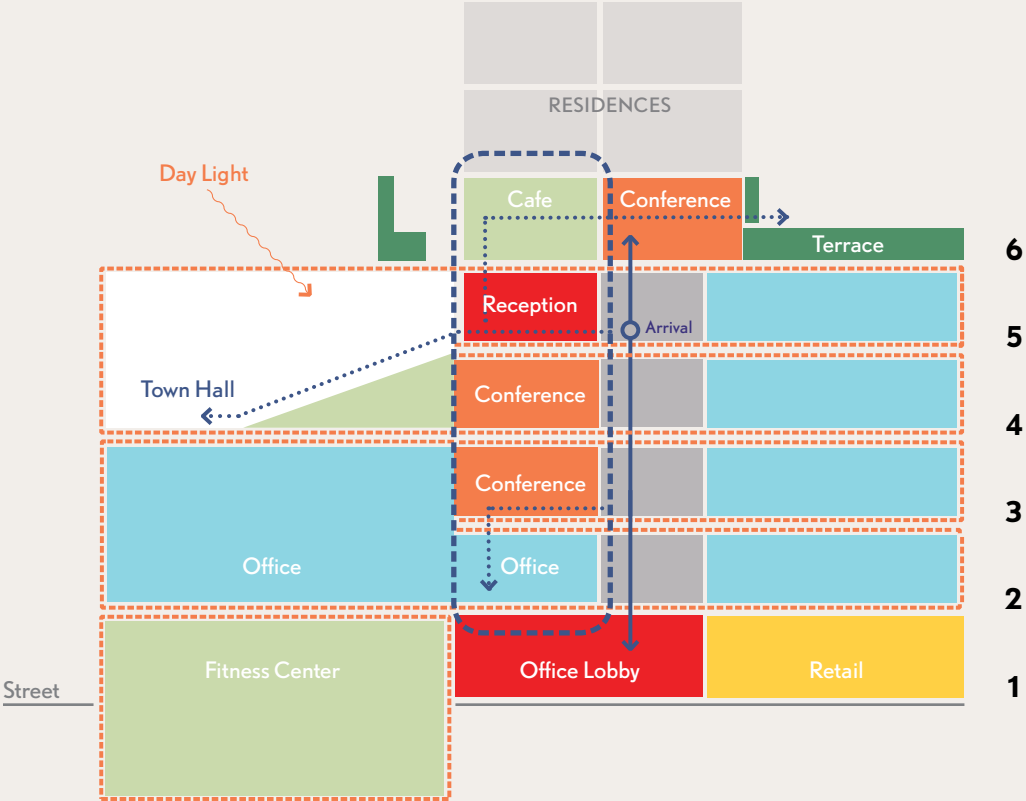 RESIDENCES
Day Light
Cafe
Conference
Terrace
6
Reception
Arrival
5
Town Hall
Conference
4
Conference
3
Office
Office
2
Fitness Center
Office Lobby
Retail
Street
1